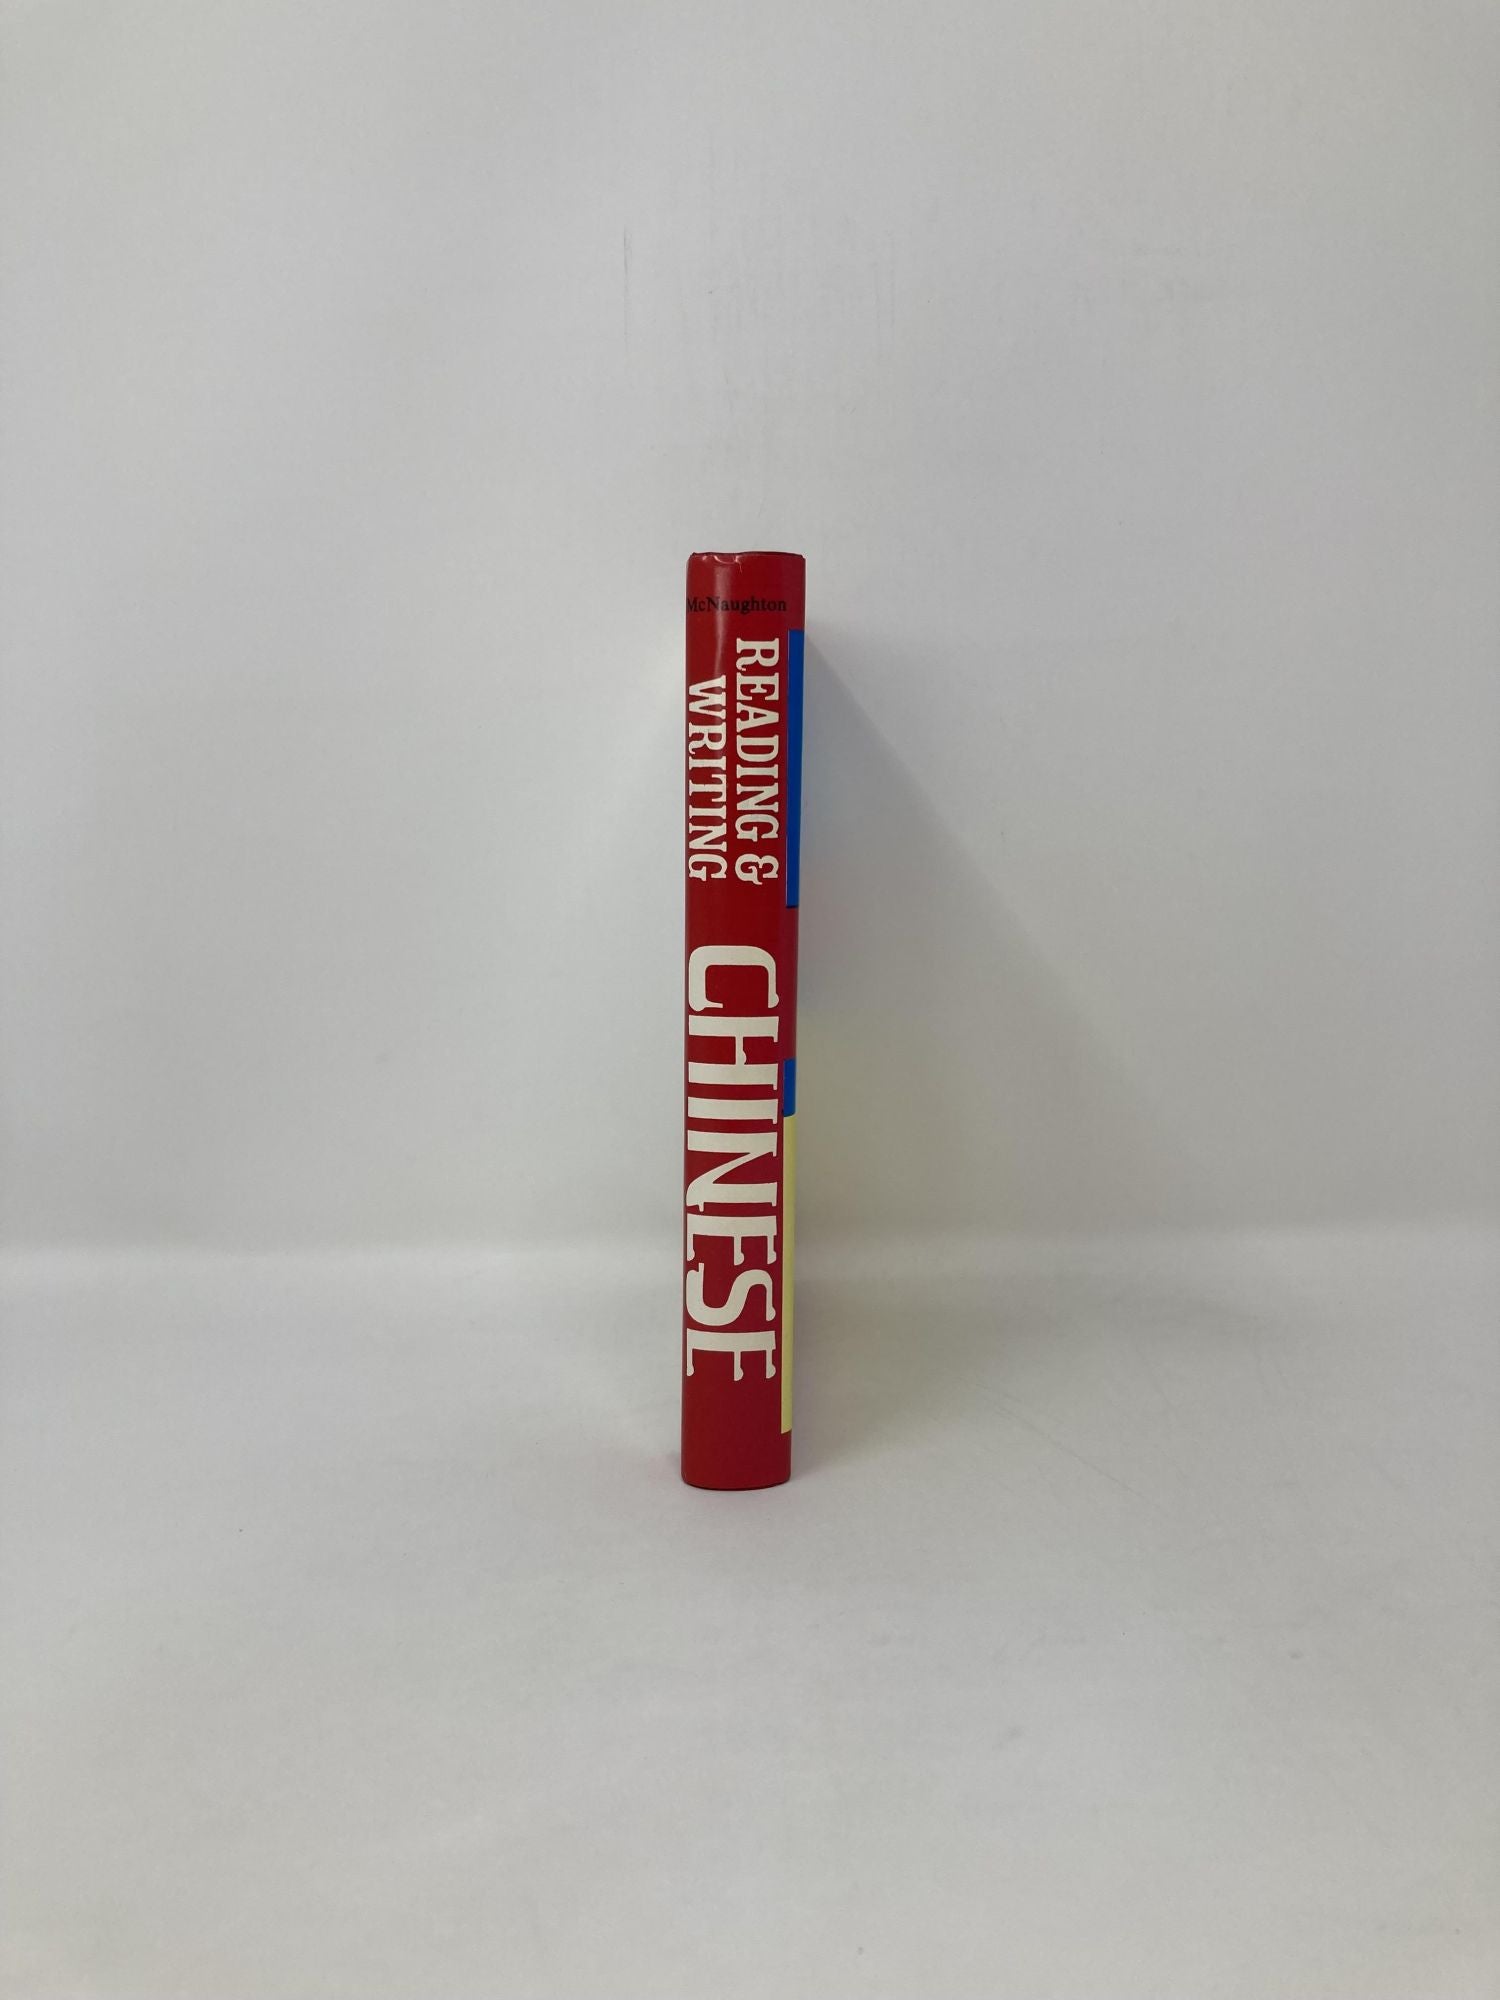 McNaughton
READING &
WRITING
CHINESE